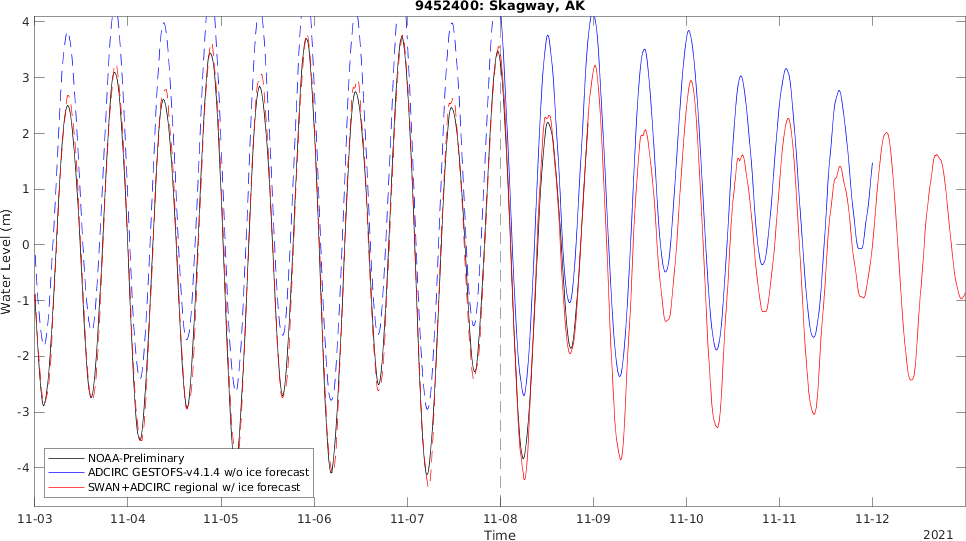 9452400: Skagway, AK
Water Level (m)
4
3
2
1
0
-1
-2
-3
-4
NOAA-Preliminary
ADCIRC GESTOFS-v4.1.4 w/o ice forecast
SWAN+ADCIRC regional w/ ice forecast
11-03 11-04 11-05 11-06 11-07 11-08 11-09 11-10 11-11 11-12
Time
2021